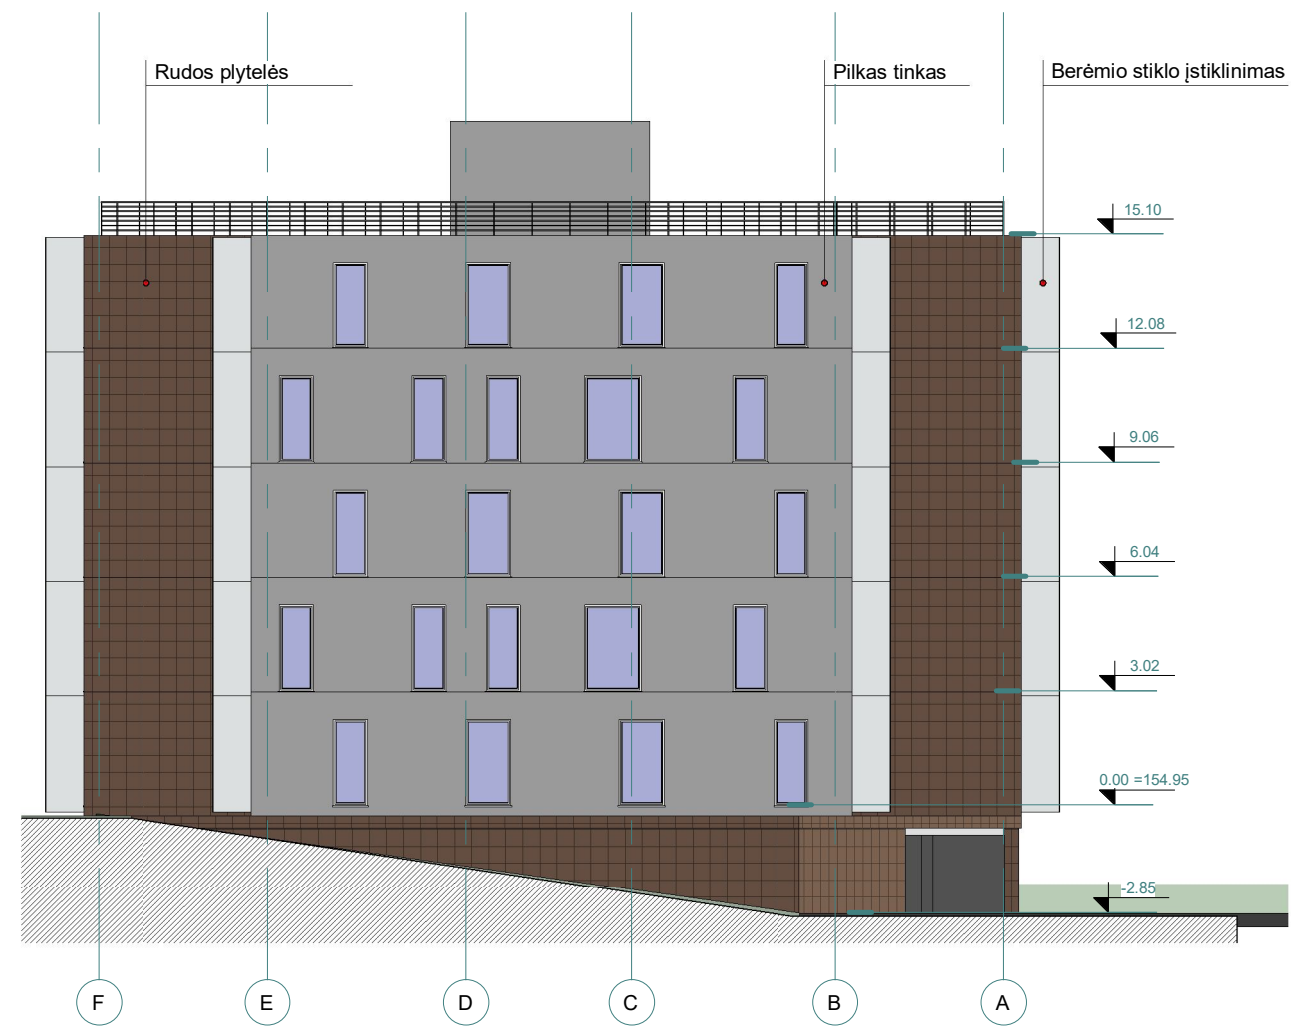 Rudos plytelės
Pilkas tinkas
Berėmio stiklo įstiklinimas
15.10
12.08
9.06
6.04
3.02
0.00 =154.95
-2.85
F
E
D
C
B
A